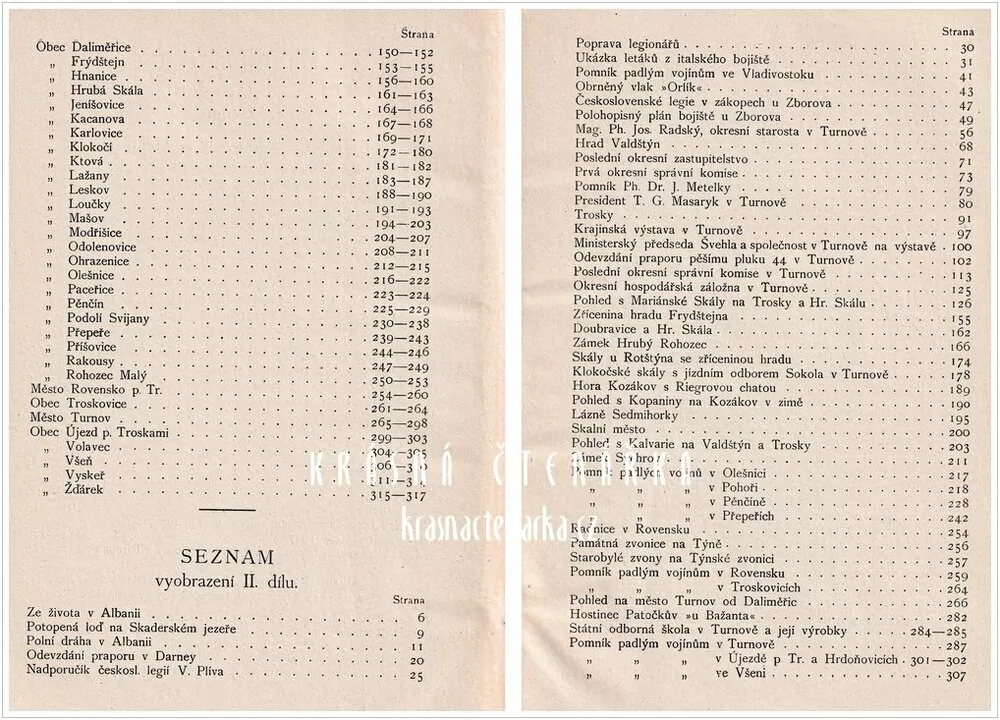 Strana
Obec Daliměřice 150—152
„ Frýdštejn 153—155
„ Hnanice 156—160
„ Hrubá Skála 161—163
„ Jenišovice 164—166
„ Kacanova 167—168
„ Karlovice 169—171
„ Klokočí 172—180
„ Ktová 181—182
„ Lažany 183—187
„ Leskov 188—190
„ Loučky 191—193
„ Mašov 194—203
„ Modřišice 204—207
„ Odolenovice 208—211
„ Ohrazenice 212—215
„ Olešnice 216—222
„ Paceřice 223—224
„ Pěnčín 225—229
„ Podolí Svijany 230—238
„ Přepeře 239—243
„ Příšovice 244—246
„ Rakousy 247—249
„ Rohozec Malý 250—253
Město Rovensko p. Tr. 254—260
Obec Troskovice 261—264
Město Turnov 265—298
Obec Újezd p. Troskami 299—303
„ Volavec 304—305
„ Všeň
„ Vyskeř
„ Žďárek 315—317
SEZNAM
vyobrazení II. dílu.
Strana
Ze života v Albanii 6
Potopená loď na Skaderském jezeře 9
Polní dráha v Albanii 11
Odevzdání praporu v Darney 20
Nadporučík českosl. legií V. Plíva 25
Strana
Poprava legionářů 30
Ukázka letáků z italského bojiště 31
Pomník padlým vojínům ve Vladivostoku 41
Obrněný vlak »Orlík« 43
Československé legie v zákopech u Zborova 47
Polohopisný plán bojiště u Zborova 49
Mag. Ph. Jos. Radský, okresní starosta v Turnově 56
Hrad Valdštýn 68
Poslední okresní zastupitelstvo 71
Prvá okresní správní komise 73
Pomník Ph. Dr. J. Metelky 79
President T. G. Masaryk v Turnově 80
Trosky 91
Krajinská výstava v Turnově 97
Ministerský předseda Švehla a společnost v Turnově na výstavě 100
Odevzdání praporu pěšímu pluku 44 v Turnově 102
Poslední okresní správní komise v Turnově 113
Okresní hospodářská záložna v Turnově 125
Pohled s Mariánské Skály na Trosky a Hr. Skálu 126
Zřícenina hradu Frydštejna 155
Doubravice a Hr. Skála 162
Zámek Hrubý Rohozec 166
Skály u Rotštýna se zříceninou hradu 174
Klokočské skály s jízdním odborem Sokola v Turnově 178
Hora Kozákov s Riegrovou chatou 189
Pohled s Kopaniny na Kozákov v zimě 190
Lázně Sedmihorky 195
Skalní město 200
Pohled s Kalvarie na Valdštýn a Trosky 203
Zámek Sychrov 211
Pomník padlých vojínů v Olešnici 217
„ „ „ v Pohoři 218
„ „ „ v Pěnčíně 228
„ „ „ v Přepeřích 242
Radnice v Rovensku 254
Památná zvonice na Týně 256
Starobylé zvony na Týnské zvonici 257
Pomník padlým vojínům v Rovensku 259
„ „ „ v Troskovicích 264
Pohled na město Turnov od Daliměřic 266
Hostinec Patočkův »u Bažanta« 282
Státní odborná škola v Turnově a její výrobky 284—285
Pomník padlým vojínům v Turnově 287
„ „ „ v Újezdě p Tr. a Hrdoňovicích 301—302
„ „ „ ve Všeni 307
KRÁSNÁ ČTENÁRKA
krasnactenarka.cz